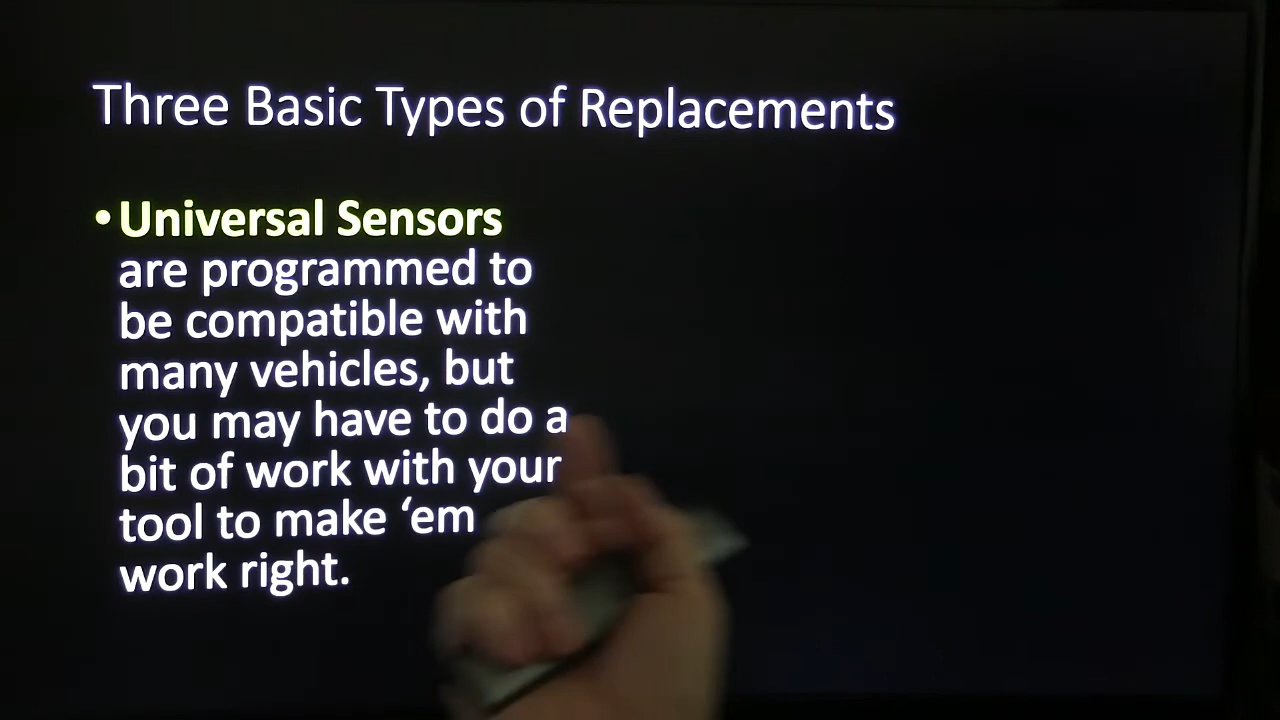 Three Basic Types of Replacements
• Universal Sensors
are programmed to
be compatible with
many vehicles, but
you may have to do a
bit of work with your
tool to make ‘em
work right.